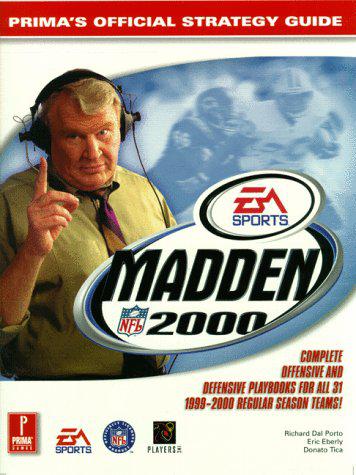 PRIMA'S OFFICIAL STRATEGY GUIDE
EA
SPORTS
MADDEN
NFL
2000
COMPLETE
OFFENSIVE AND
DEFENSIVE PLAYBOOKS FOR ALL 31
1999-2000 REGULAR SEASON TEAMS!
Richard Dal Porto
Eric Eberly
Donato Tica
P
PRIMA
GAMES
EA
SPORTS
NFL
PLAYERS